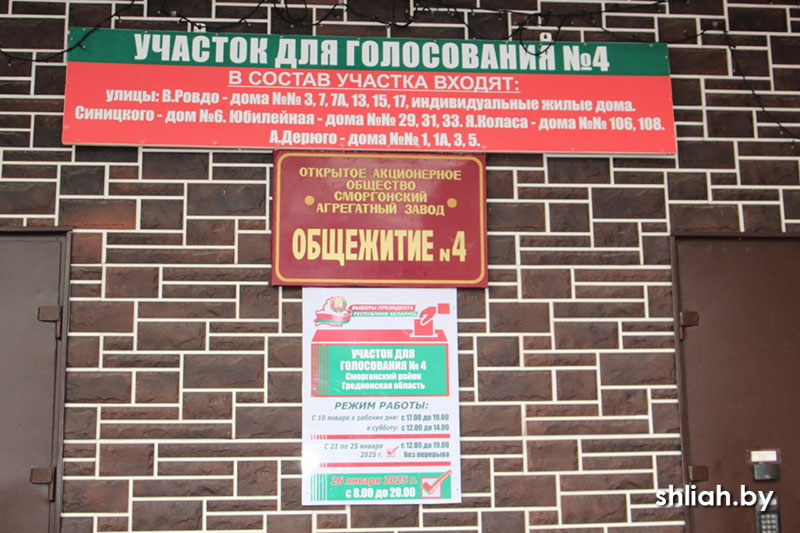 УЧАСТОК ДЛЯ ГОЛОСОВАНИЙ №4
В СОСТАВ УЧАСТКА ВХОДЯТ:
улицы: В.Ровдо - дома №№ 3, 7, 7А, 13, 15, 17, индивидуальные жилые дома.
Синицкого - дом №6. Юбилейная - дома №№ 29, 31, 33. Я.Коласа - дома №№ 106, 108.
А.Дерюго - дома №№ 1, 1А, 3, 5.
ОТКРЫТОЕ АКЦИОНЕРНОЕ
ОБЩЕСТВО
СМОРГОНСКИЙ
АГРЕГАТНЫЙ ЗАВОД
ОБЩЕЖИТИЕ №4
ВЫБОРЫ ПРЕЗИДЕНТА
РЕСПУБЛИКИ БЕЛАРУСЬ
УЧАСТОК ДЛЯ
ГОЛОСОВАНИЯ № 4
Сморгонский район
Гродненская область
РЕЖИМ РАБОТЫ:
С 10 января в рабочие дни: с 17.00 до 19.00
в субботу: с 12.00 до 14.00
С 21 по 25 января
2025 г.
с 12.00 до 19.00
без перерыва
26 января 2025 г.
с 8.00 до 20.00
shliah.by